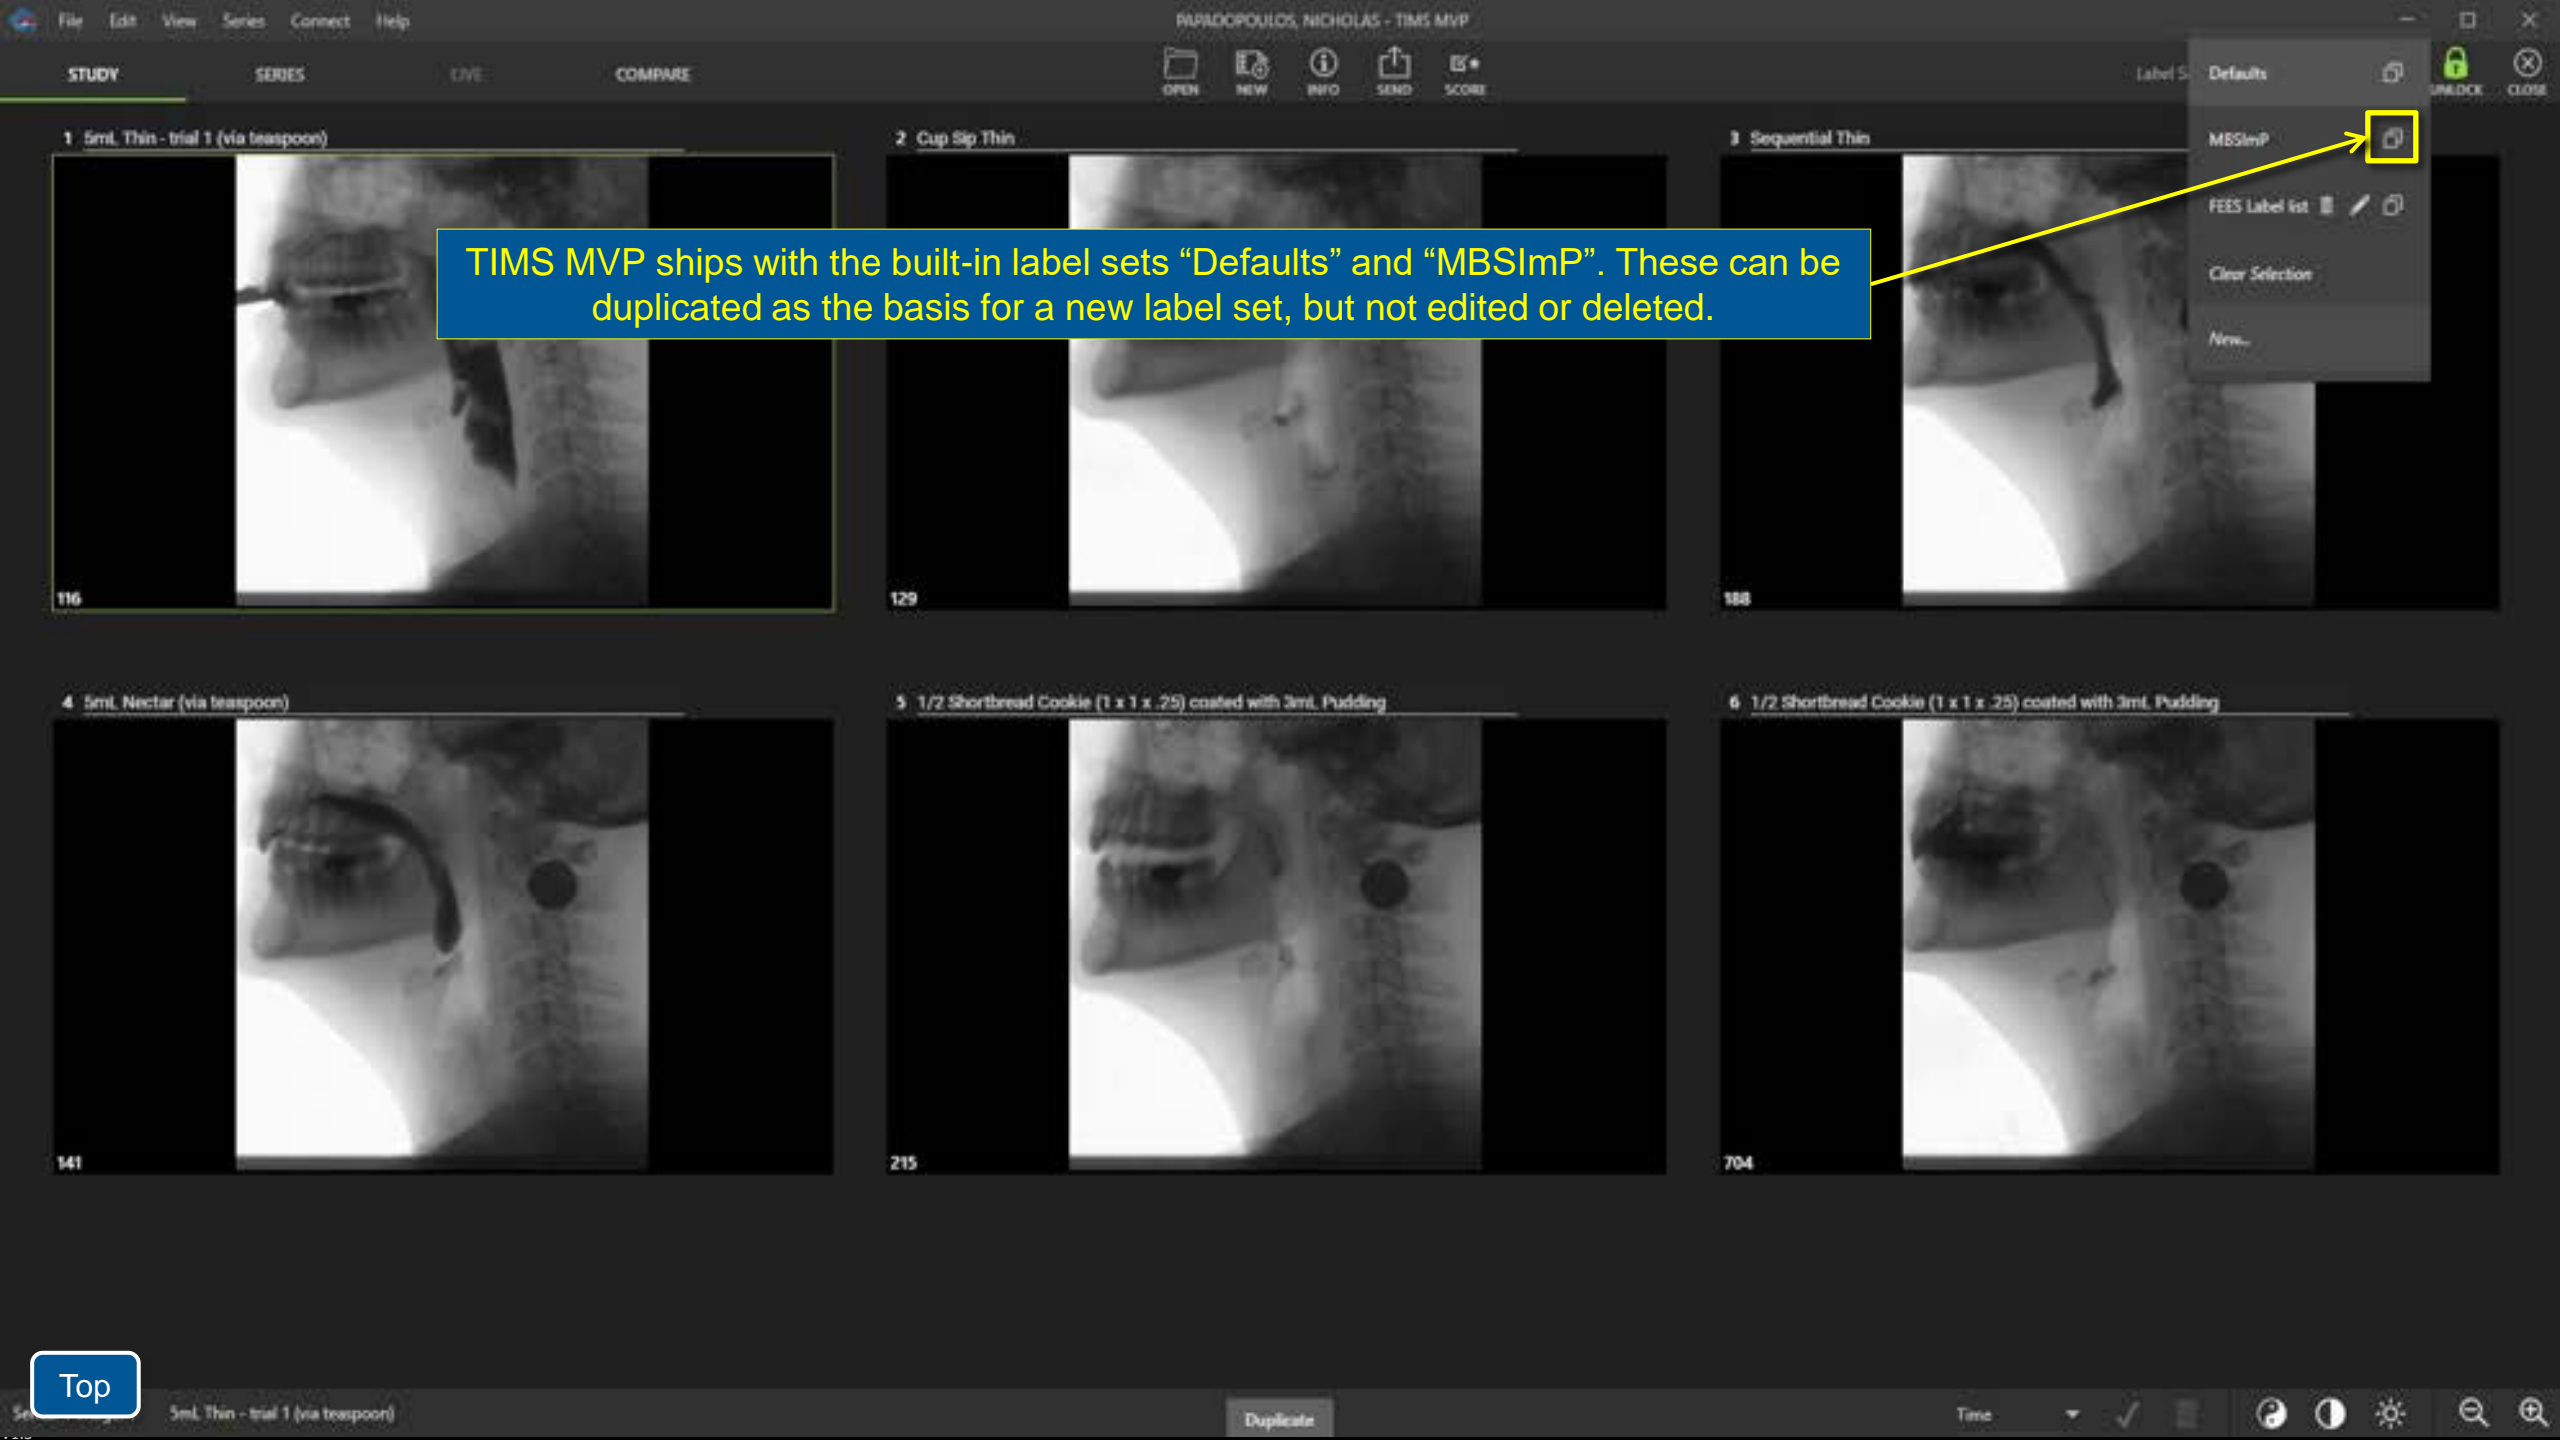 File Edit View Series Connect Help
PAPADOPOULOS, NICHOLAS - TIMS MVP
STUDY SERIES LIVE COMPARE
OPEN NEW INFO SEND SCORE
Label S
UNLOCK CLOSE
Defaults
MBSImP
FEES Label list
Clear Selection
New...
1 5mL Thin - trial 1 (via teaspoon)
2 Cup Sip Thin
3 Sequential Thin
TIMS MVP ships with the built-in label sets “Defaults” and “MBSImP”. These can be
duplicated as the basis for a new label set, but not edited or deleted.
116
129
188
4 5mL Nectar (via teaspoon)
5 1/2 Shortbread Cookie (1 x 1 x .25) coated with 3mL Pudding
6 1/2 Shortbread Cookie (1 x 1 x .25) coated with 3mL Pudding
141
215
704
Top
5mL Thin - trial 1 (via teaspoon)
Duplicate
Time